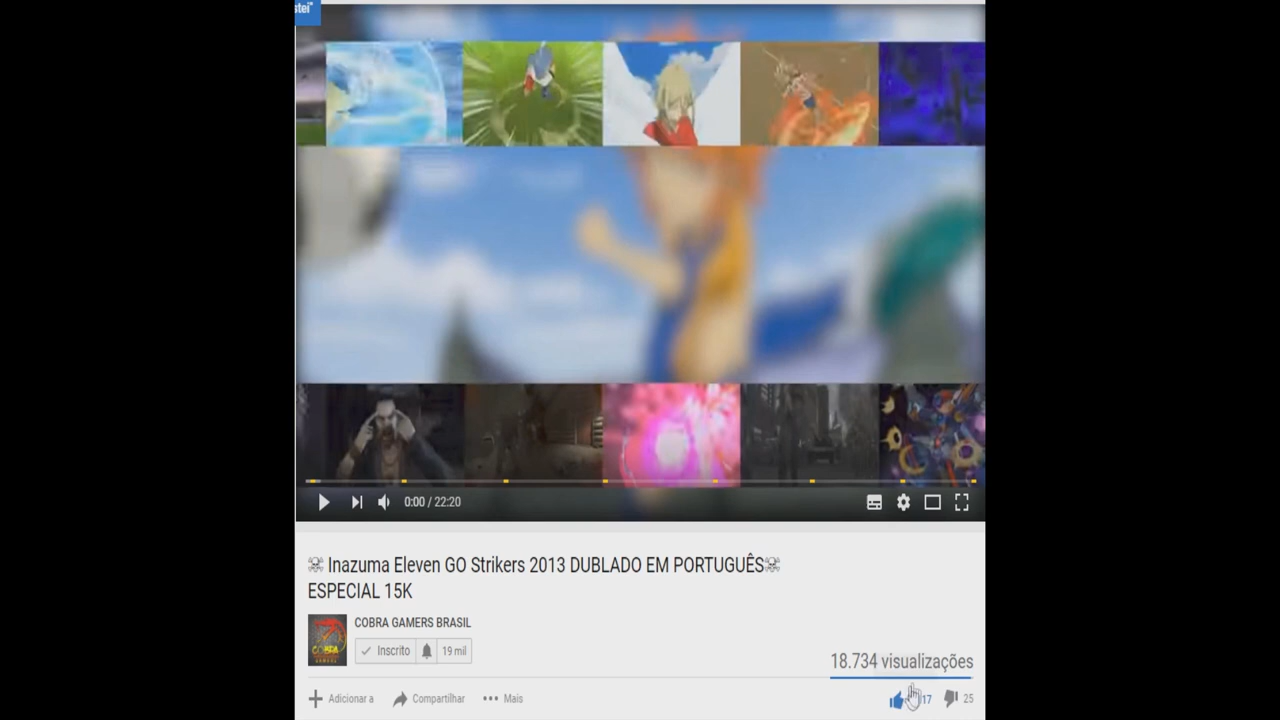 0:00 / 22:20
Inazuma Eleven GO Strikers 2013 DUBLADO EM PORTUGUÊS
ESPECIAL 15K
COBRA GAMERS BRASIL
Inscrito
19 mil
18.734 visualizações
Adicionar a
Compartilhar
Mais
25